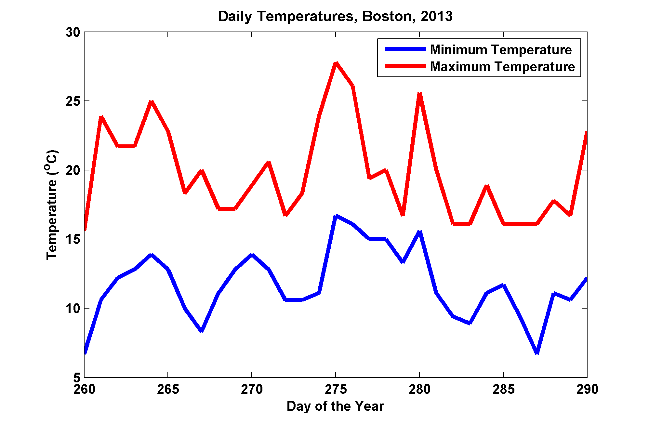 Daily Temperatures, Boston, 2013
Minimum Temperature
Maximum Temperature
30
25
20
15
10
5
Temperature (°C)
260 265 270 275 280 285 290
Day of the Year